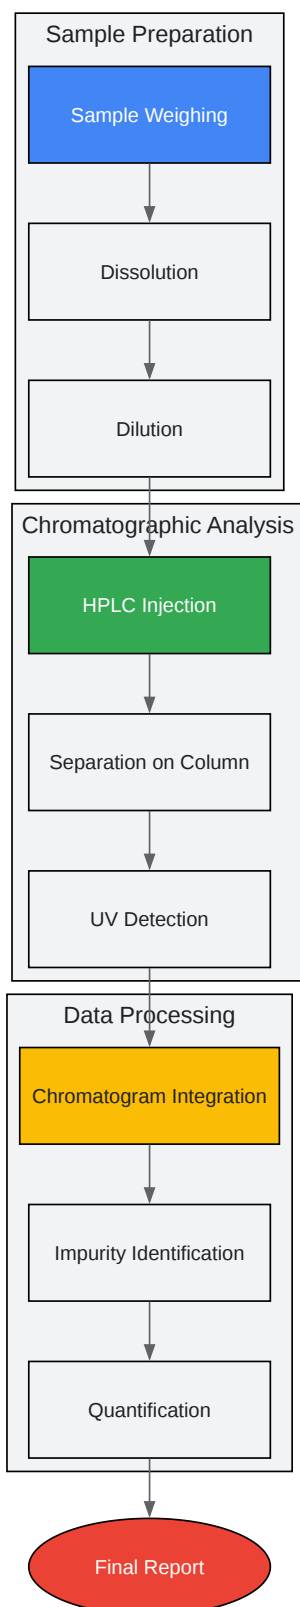 Sample Preparation
Sample Weighing
Dissolution
Dilution
Chromatographic Analysis
HPLC Injection
Separation on Column
UV Detection
Data Processing
Chromatogram Integration
Impurity Identification
Quantification
Final Report